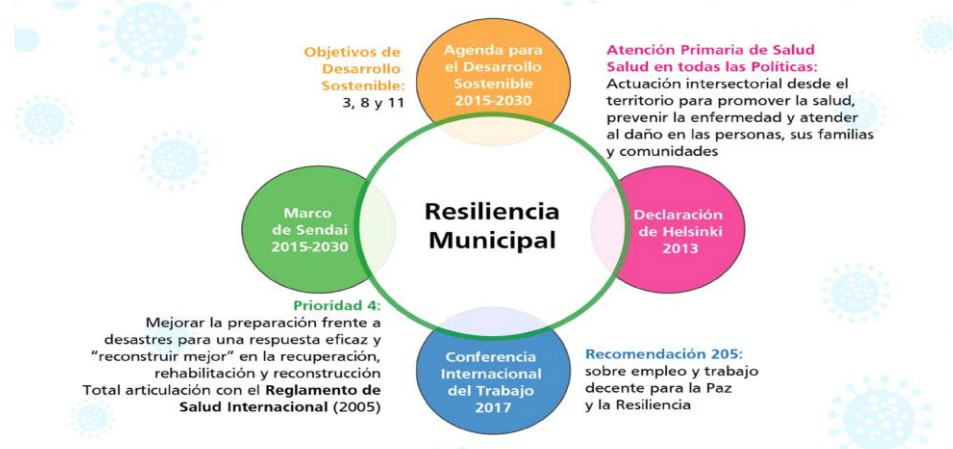 Objetivos de
Desarrollo
Sostenible:
3, 8 y 11
Agenda para
el Desarrollo
Sostenible
2015-2030
Atención Primaria de Salud
Salud en todas las Políticas:
Actuación intersectorial desde el
territorio para promover la salud,
prevenir la enfermedad y atender
al daño en las personas, sus familias
y comunidades
Marco
de Sendai
2015-2030
Resiliencia
Municipal
Declaración
de Helsinki
2013
Prioridad 4:
Mejorar la preparación frente a
desastres para una respuesta eficaz y
“reconstruir mejor” en la recuperación,
rehabilitación y reconstrucción
Total articulación con el Reglamento de
Salud Internacional (2005)
Conferencia
Internacional
del Trabajo
2017
Recomendación 205:
sobre empleo y trabajo
decente para la Paz
y la Resiliencia